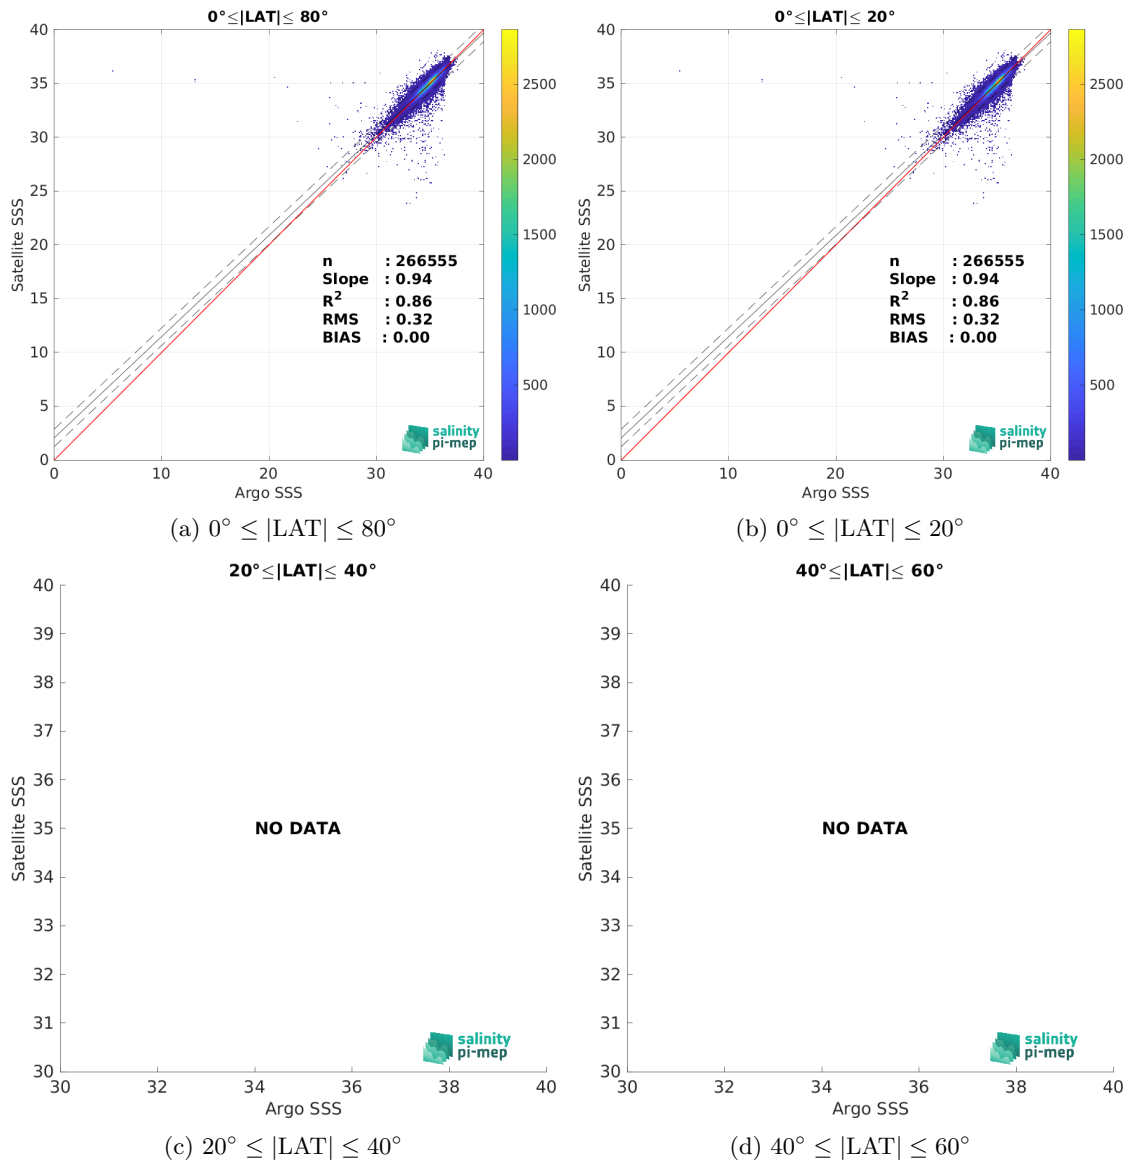 0°≤|LAT|≤ 80°
40
35
30
25
20
15
10
5
0
Satellite SSS
0
10
20
30
40
Argo SSS
n : 266555
Slope : 0.94
R² : 0.86
RMS : 0.32
BIAS : 0.00
salinity
pi-mep
2500
2000
1500
1000
500
(a) 0° ≤ |LAT| ≤ 80°
0°≤|LAT|≤ 20°
40
35
30
25
20
15
10
5
0
Satellite SSS
0
10
20
30
40
Argo SSS
n : 266555
Slope : 0.94
R² : 0.86
RMS : 0.32
BIAS : 0.00
salinity
pi-mep
2500
2000
1500
1000
500
(b) 0° ≤ |LAT| ≤ 20°
20°≤|LAT|≤ 40°
40
39
38
37
36
35
34
33
32
31
30
Satellite SSS
NO DATA
salinity
pi-mep
30
32
34
36
38
40
Argo SSS
(c) 20° ≤ |LAT| ≤ 40°
40°≤|LAT|≤ 60°
40
39
38
37
36
35
34
33
32
31
30
Satellite SSS
NO DATA
salinity
pi-mep
30
32
34
36
38
40
Argo SSS
(d) 40° ≤ |LAT| ≤ 60°